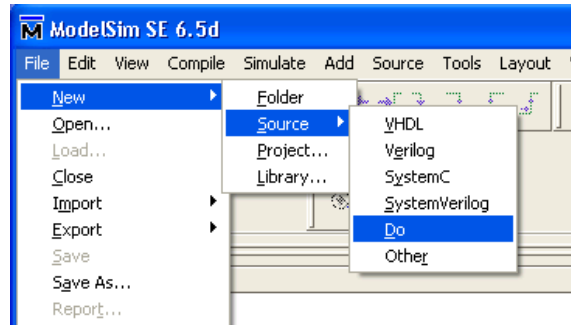 ModelSim SE 6.5d
File Edit View Compile Simulate Add Source Tools Layout
New
Open...
Load...
Close
Import
Export
Save
Save As...
Report...
Folder
Source
Project...
Library...
VHDL
Verilog
SystemC
SystemVerilog
Do
Other